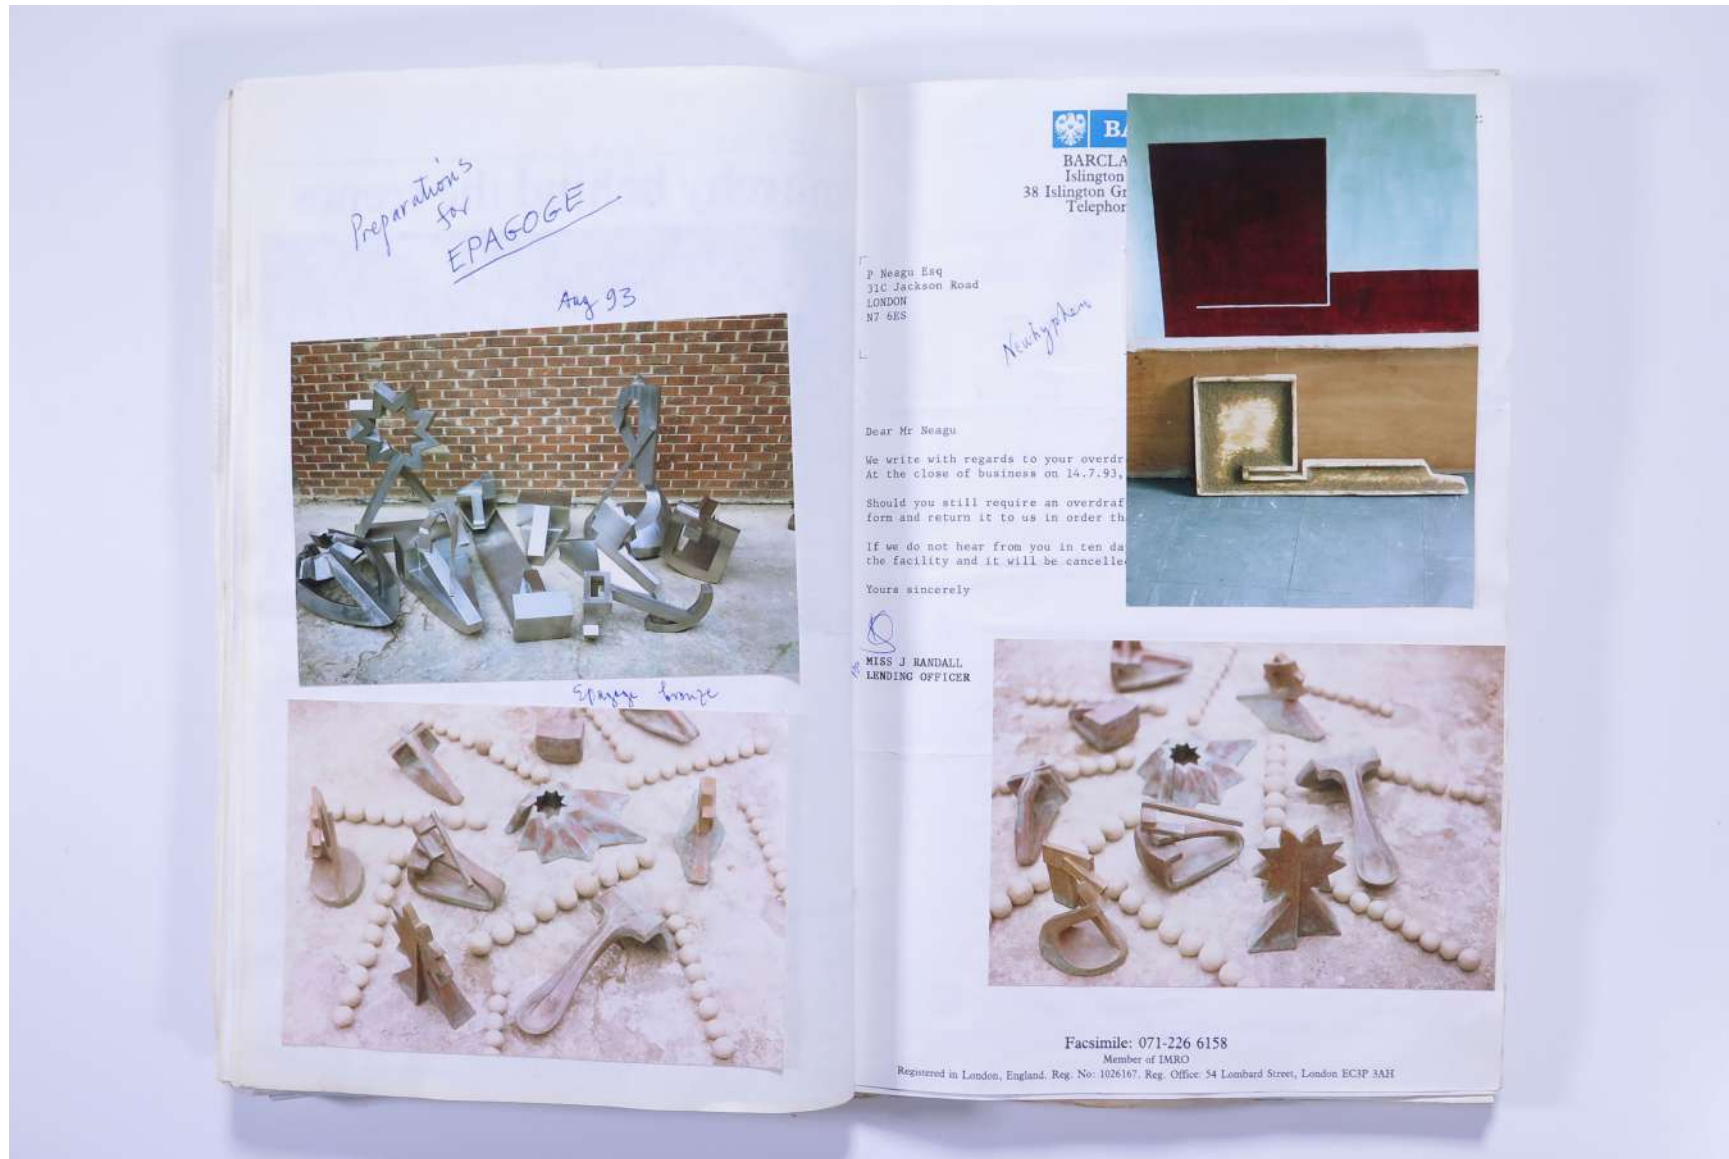 Preparation's
for
EPAGOGE
Aug 93
Epagoge bronze
BA
BARCLA
Islington
38 Islington Gr
Telephon
P Neagu Esq
31C Jackson Road
LONDON
N7 6ES
Newhyphen
Dear Mr Neagu
We write with regards to your overdr
At the close of business on 14.7.93,
Should you still require an overdraf
form and return it to us in order th
If we do not hear from you in ten da
the facility and it will be cancelle
Yours sincerely
MISS J RANDALL
LENDING OFFICER
Facsimile: 071-226 6158
Member of IMRO
Registered in London, England. Reg. No: 1026167. Reg. Office: 54 Lombard Street, London EC3P 3AH